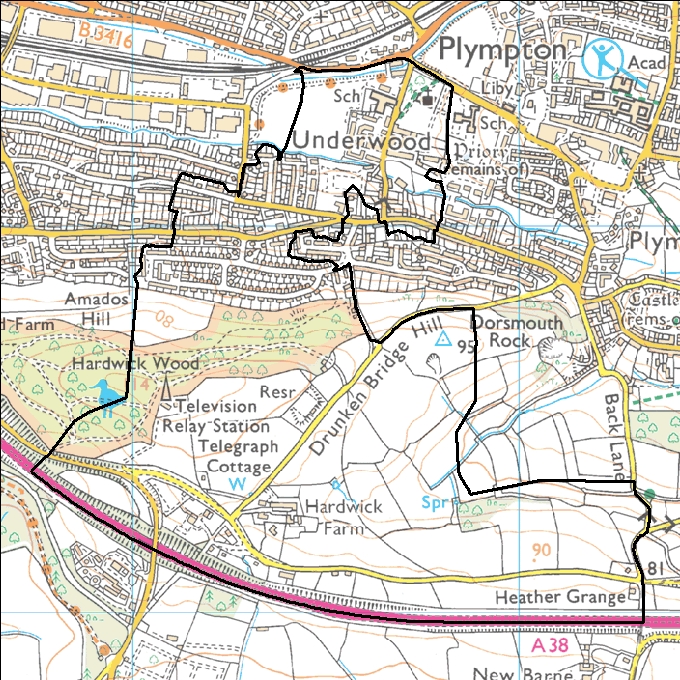 B.3416
Plympton
Acad
Liby
Sch
Sch
Underwood
Priory
(remains of)
Plym
Castle
(rems of)
Amados
Hill
80
d Farm
Hardwick Wood
Television
Relay Station
Telegraph
Cottage
W
Resr
Drunken Bridge Hill
95
Dorsmouth
Rock
Back Lane
Spr
Hardwick
Farm
90
81
Heather Grange
A 38
New Barne